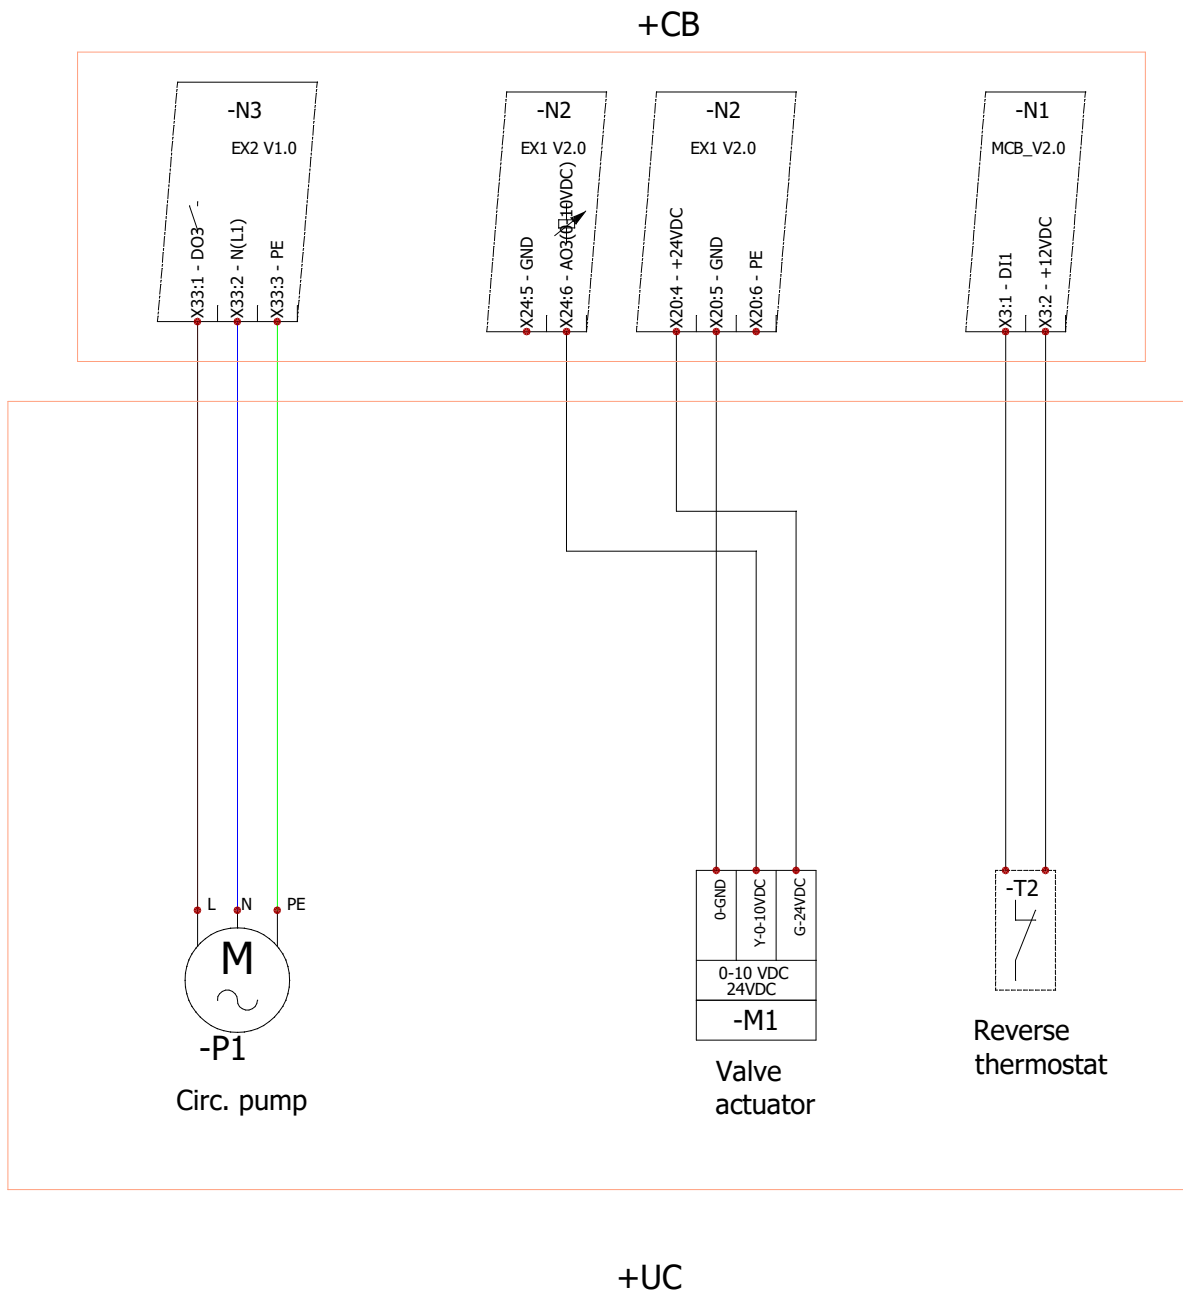 +CB
-N3
EX2 V1.0
X33:1 - DO3
X33:2 - N(L1)
X33:3 - PE
-N2
EX1 V2.0
X24:5 - GND
X24:6 - AO3(0-10VDC)
-N2
EX1 V2.0
X20:4 - +24VDC
X20:5 - GND
X20:6 - PE
-N1
MCB_V2.0
X3:1 - DI1
X3:2 - +12VDC
L
N
PE
M
-P1
Circ. pump
0-GND
Y-0-10VDC
G-24VDC
0-10 VDC
24VDC
-M1
Valve
actuator
-T2
Reverse
thermostat
+UC